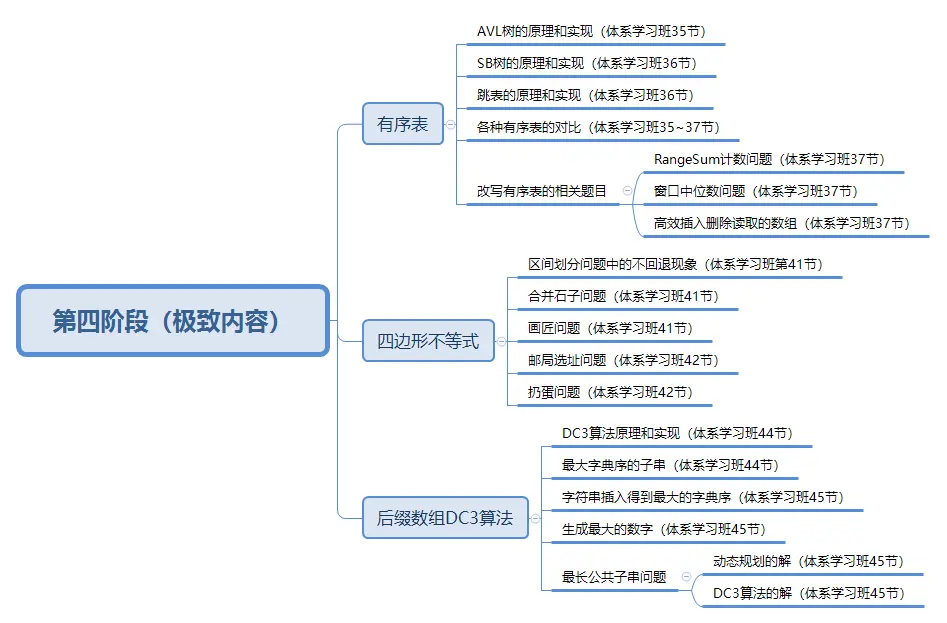 第四阶段（极致内容）
有序表
AVL树的原理和实现（体系学习班35节）
SB树的原理和实现（体系学习班36节）
跳表的原理和实现（体系学习班36节）
各种有序表的对比（体系学习班35~37节）
改写有序表的相关题目
RangeSum计数问题（体系学习班37节）
窗口中位数问题（体系学习班37节）
高效插入删除读取的数组（体系学习班37节）
四边形不等式
区间划分问题中的不回退现象（体系学习班第41节）
合并石子问题（体系学习班41节）
画匠问题（体系学习班41节）
邮局选址问题（体系学习班42节）
扔蛋问题（体系学习班42节）
后缀数组DC3算法
DC3算法原理和实现（体系学习班44节）
最大字典序的子串（体系学习班44节）
字符串插入得到最大的字典序（体系学习班45节）
生成最大的数字（体系学习班45节）
最长公共子串问题
动态规划的解（体系学习班45节）
DC3算法的解（体系学习班45节）